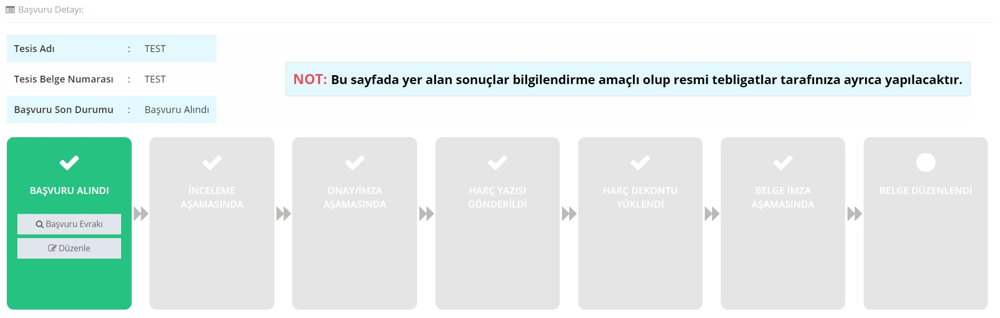 Başvuru Detayı:
Tesis Adı : TEST
Tesis Belge Numarası : TEST
NOT: Bu sayfada yer alan sonuçlar bilgilendirme amaçlı olup resmi tebligatlar tarafınıza ayrıca yapılacaktır.
Başvuru Son Durumu : Başvuru Alındı
BAŞVURU ALINDI
Başvuru Evrakı
Düzenle
İNCELEME
AŞAMASINDA
ONAY/İMZA
AŞAMASINDA
HARÇ YAZISI
GÖNDERİLDİ
HARÇ DEKONTU
YÜKLENDİ
BELGE İMZA
AŞAMASINDA
BELGE DÜZENLENDİ